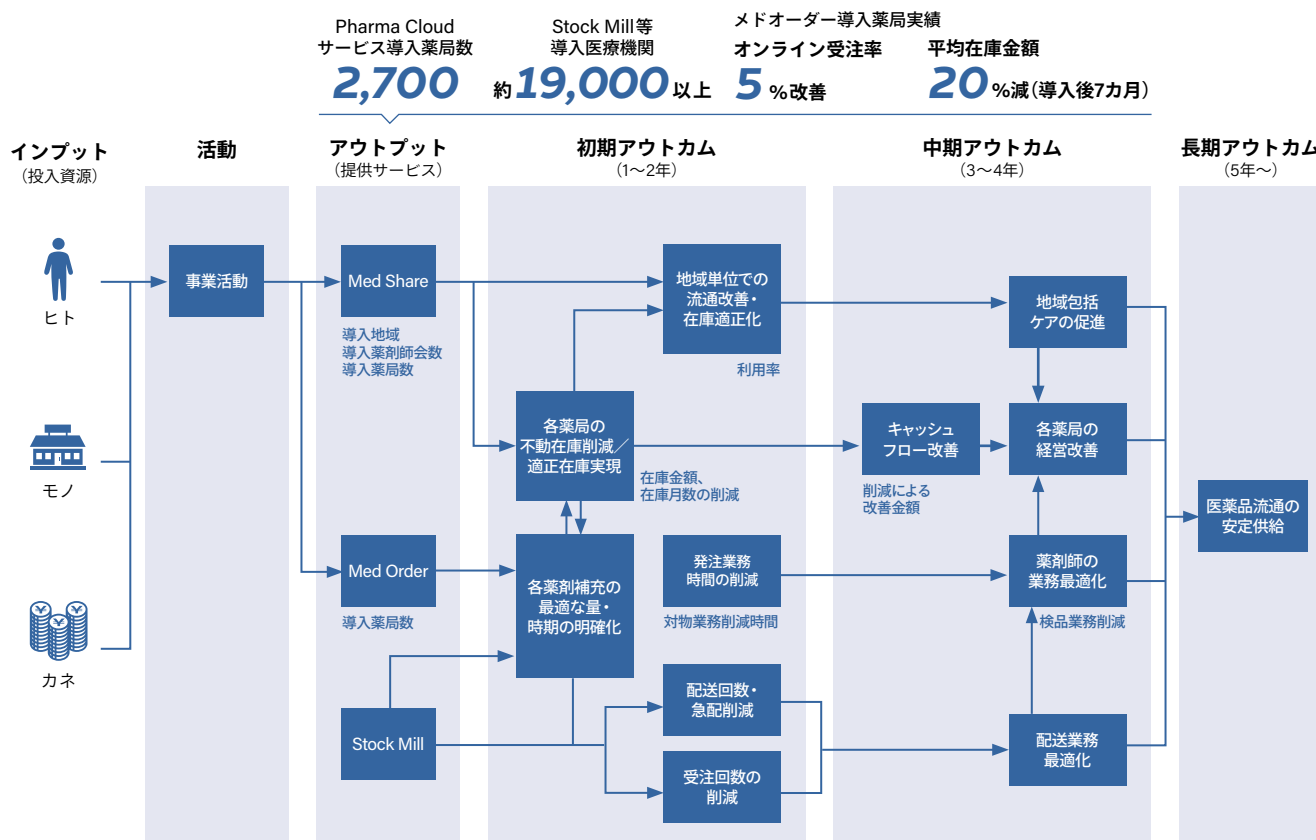 Pharma Cloud
サービス導入薬局数
2,700
Stock Mill等
導入医療機関
約19,000以上
メドオーダー導入薬局実績
オンライン受注率
5%改善
平均在庫金額
20%減(導入後7カ月)
インプット
(投入資源)
活動
アウトプット
(提供サービス)
初期アウトカム
(1〜2年)
中期アウトカム
(3〜4年)
長期アウトカム
(5年〜)
ヒト
モノ
カネ
事業活動
Med Share
導入地域
導入薬剤師会数
導入薬局数
Med Order
導入薬局数
Stock Mill
地域単位での
流通改善・
在庫適正化
利用率
各薬局の
不動在庫削減/
適正在庫実現
在庫金額、
在庫月数の削減
各薬剤補充の
最適な量・
時期の明確化
発注業務
時間の削減
対物業務削減時間
配送回数・
急配削減
受注回数の
削減
地域包括
ケアの促進
キャッシュ
フロー改善
削減による
改善金額
各薬局の
経営改善
薬剤師の
業務最適化
検品業務削減
配送業務
最適化
医薬品流通の
安定供給